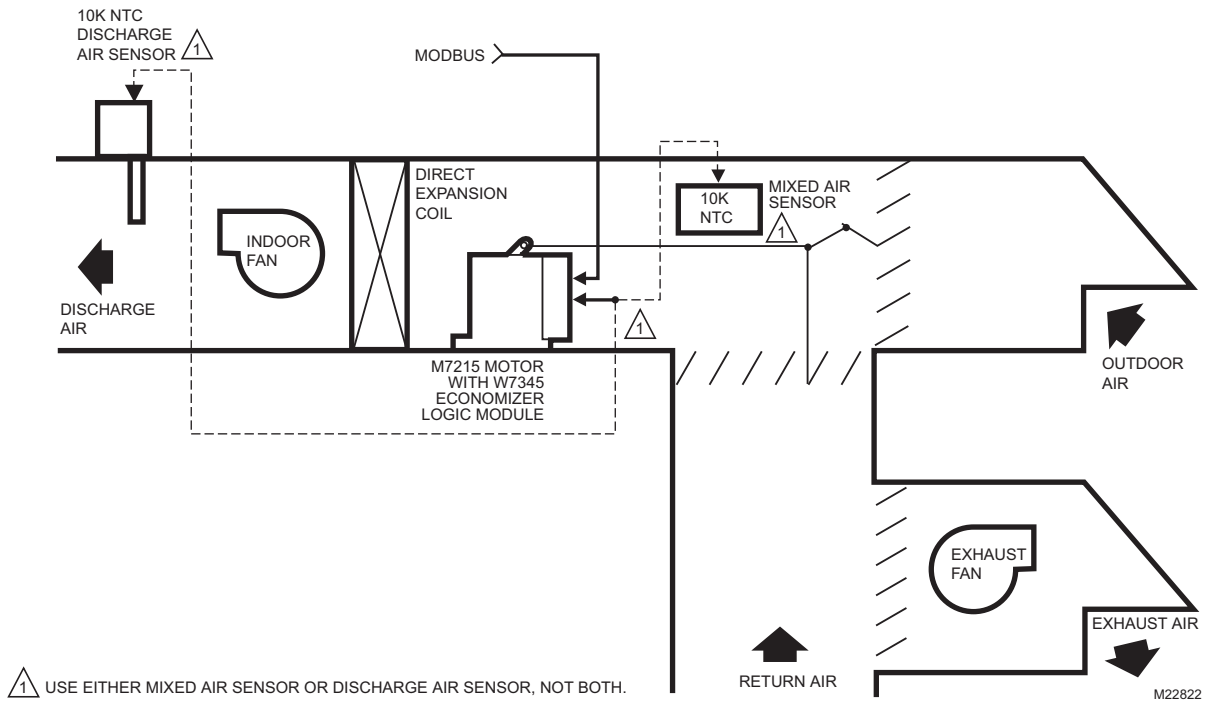 10K NTC
DISCHARGE
AIR SENSOR
1
MODBUS
DIRECT
EXPANSION
COIL
10K
NTC
MIXED AIR
SENSOR
1
INDOOR
FAN
DISCHARGE
AIR
1
M7215 MOTOR
WITH W7345
ECONOMIZER
LOGIC MODULE
OUTDOOR
AIR
EXHAUST
FAN
EXHAUST AIR
RETURN AIR
1 USE EITHER MIXED AIR SENSOR OR DISCHARGE AIR SENSOR, NOT BOTH.
M22822